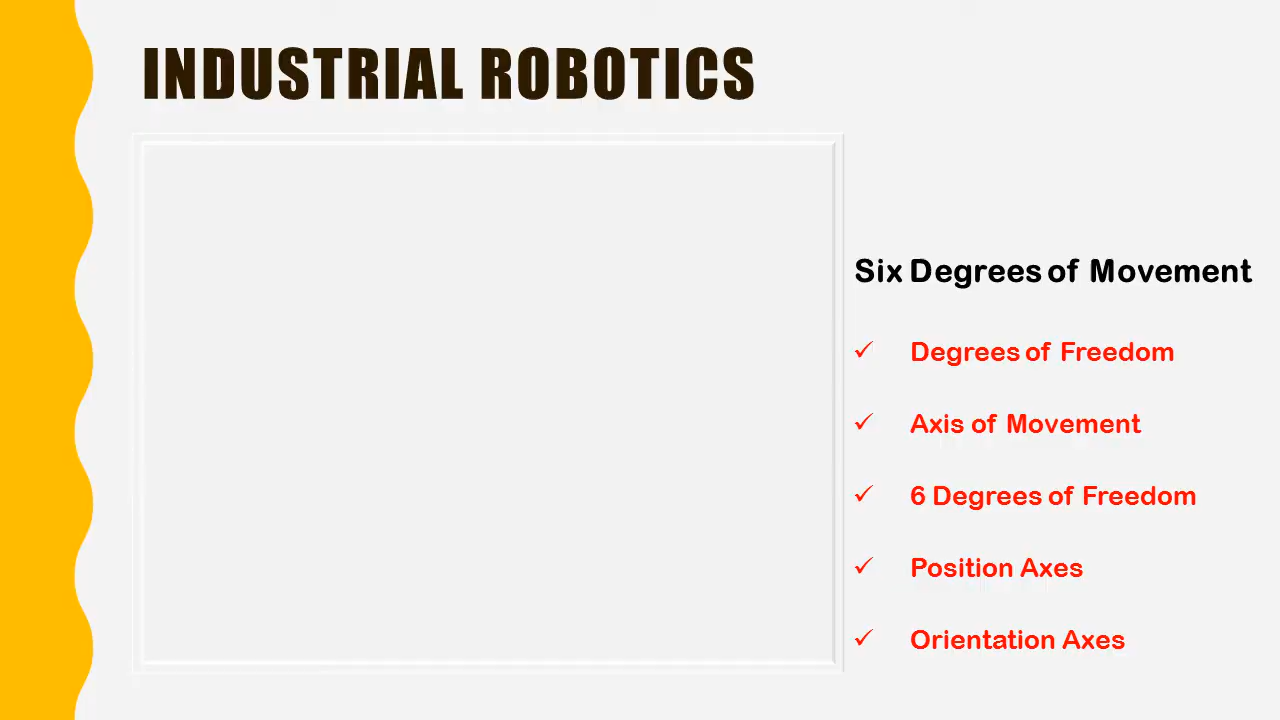 INDUSTRIAL ROBOTICS
Six Degrees of Movement
✓ Degrees of Freedom
✓ Axis of Movement
✓ 6 Degrees of Freedom
✓ Position Axes
✓ Orientation Axes